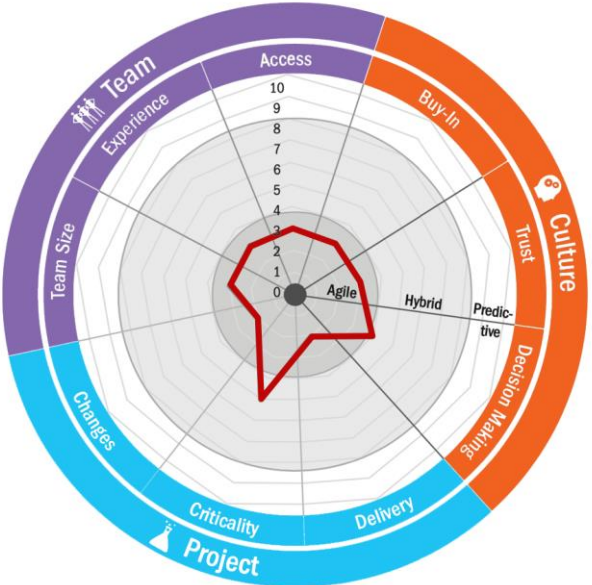 Team
Access
Experience
Team Size
Buy-In
Trust
Decision Making
Culture
10
9
8
7
6
5
4
3
2
1
0
Agile
Hybrid
Predic-
tive
Changes
Criticality
Delivery
Project